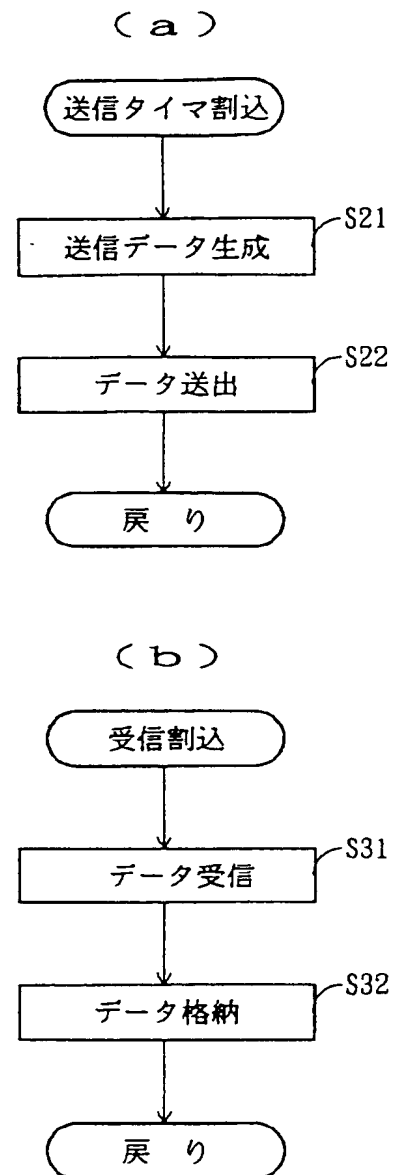 (a)
送信タイマ割込
送信データ生成
S21
データ送出
S22
戻り
(b)
受信割込
データ受信
S31
データ格納
S32
戻り